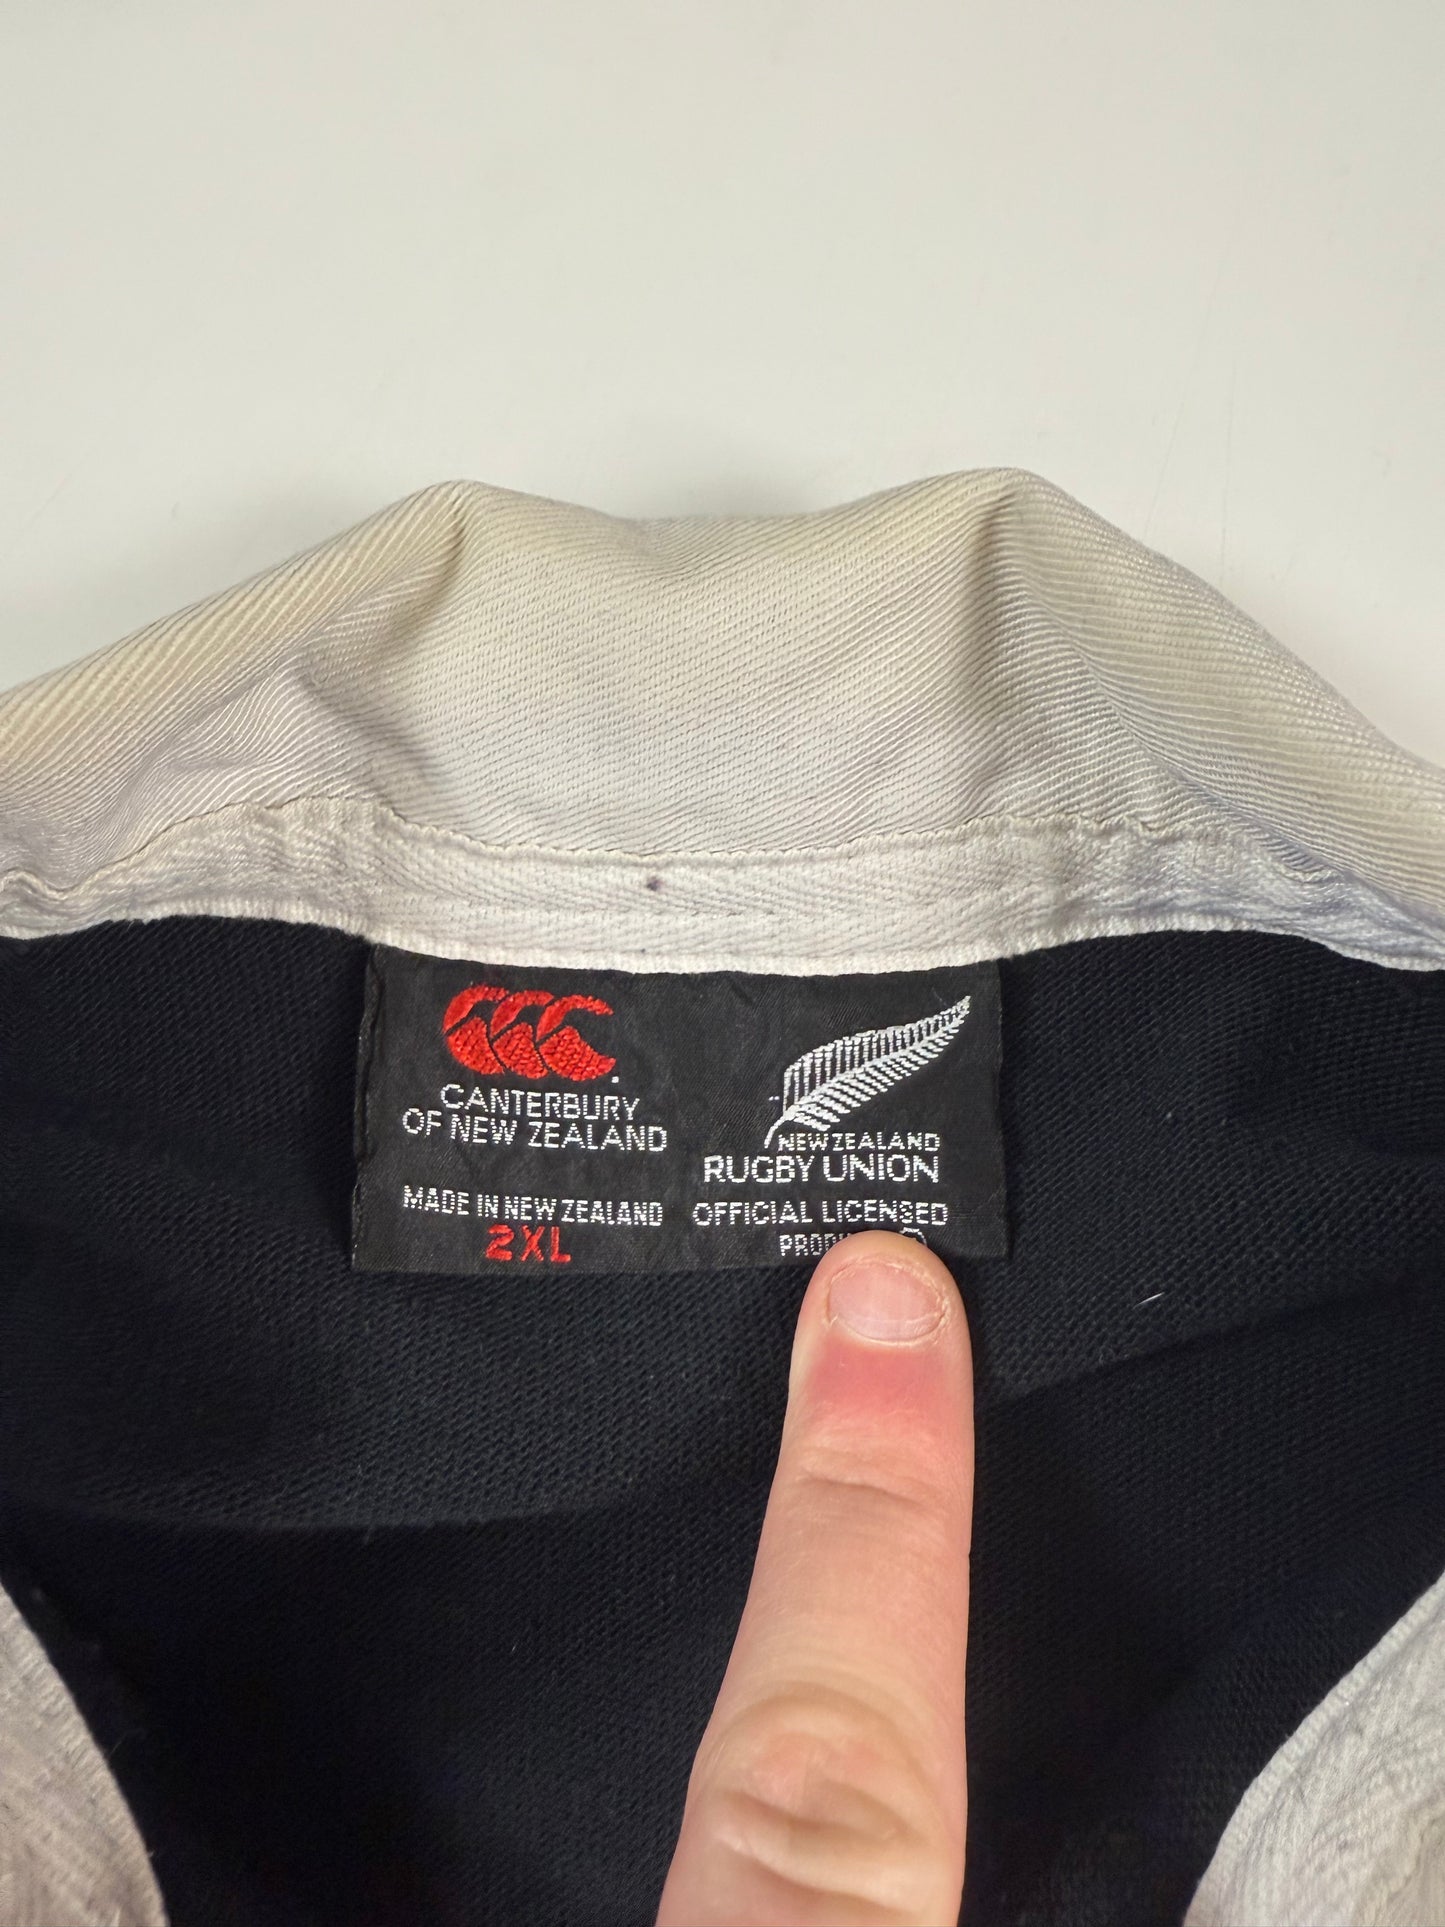 CANTERBURY
OF NEW ZEALAND
MADE IN NEW ZEALAND
2XL
NEW ZEALAND
RUGBY UNION
OFFICIAL LICENSED